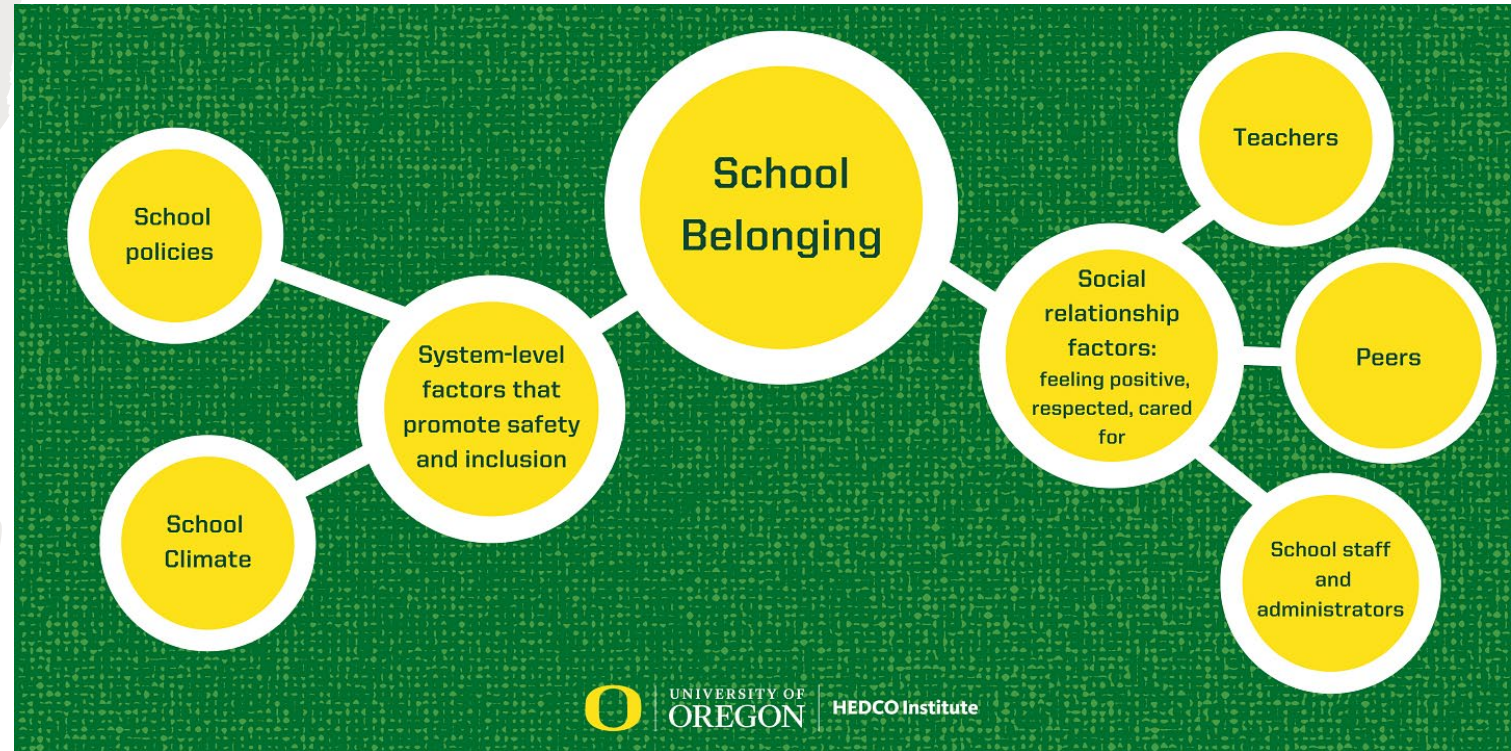 School
Belonging
School
policies
System-level
factors that
promote safety
and inclusion
School
Climate
Teachers
Social
relationship
factors:
feeling positive,
respected, cared
for
Peers
School staff
and
administrators
UNIVERSITY OF
OREGON
HEDCO Institute